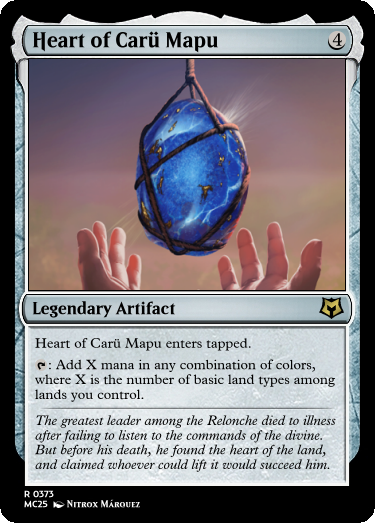 Heart of Carü Mapu 4
Legendary Artifact
Heart of Carü Mapu enters tapped.
: Add X mana in any combination of colors,
where X is the number of basic land types among
lands you control.
The greatest leader among the Relonche died to illness
after failing to listen to the commands of the divine.
But before his death, he found the heart of the land,
and claimed whoever could lift it would succeed him.
R 0373
MC25 Nitrox Márquez